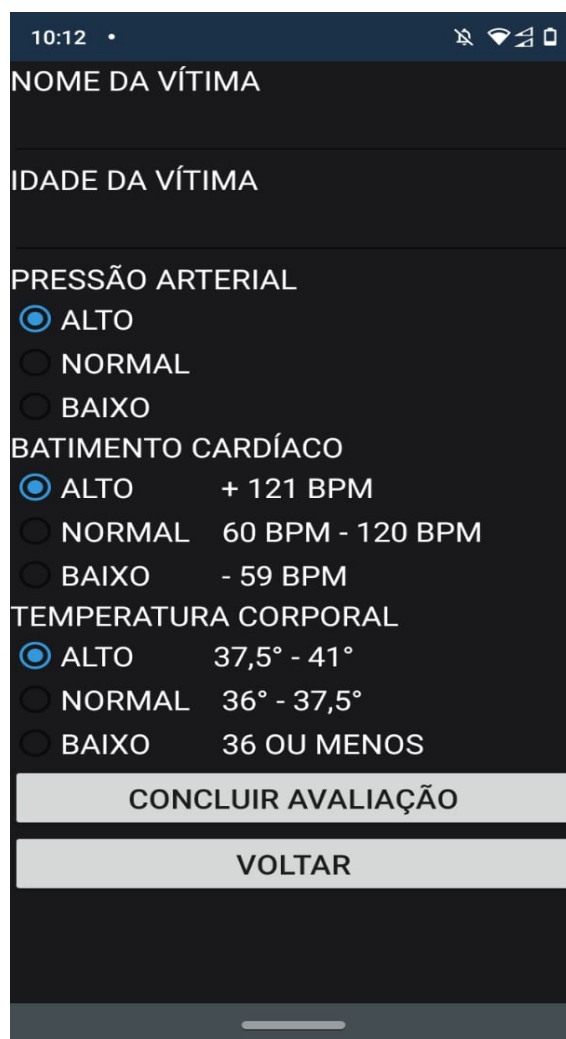 10:12
NOME DA VÍTIMA
IDADE DA VÍTIMA
PRESSÃO ARTERIAL
ALTO
NORMAL
BAIXO
BATIMENTO CARDÍACO
ALTO + 121 BPM
NORMAL 60 BPM - 120 BPM
BAIXO - 59 BPM
TEMPERATURA CORPORAL
ALTO 37,5° - 41°
NORMAL 36° - 37,5°
BAIXO 36 OU MENOS
CONCLUIR AVALIAÇÃO
VOLTAR